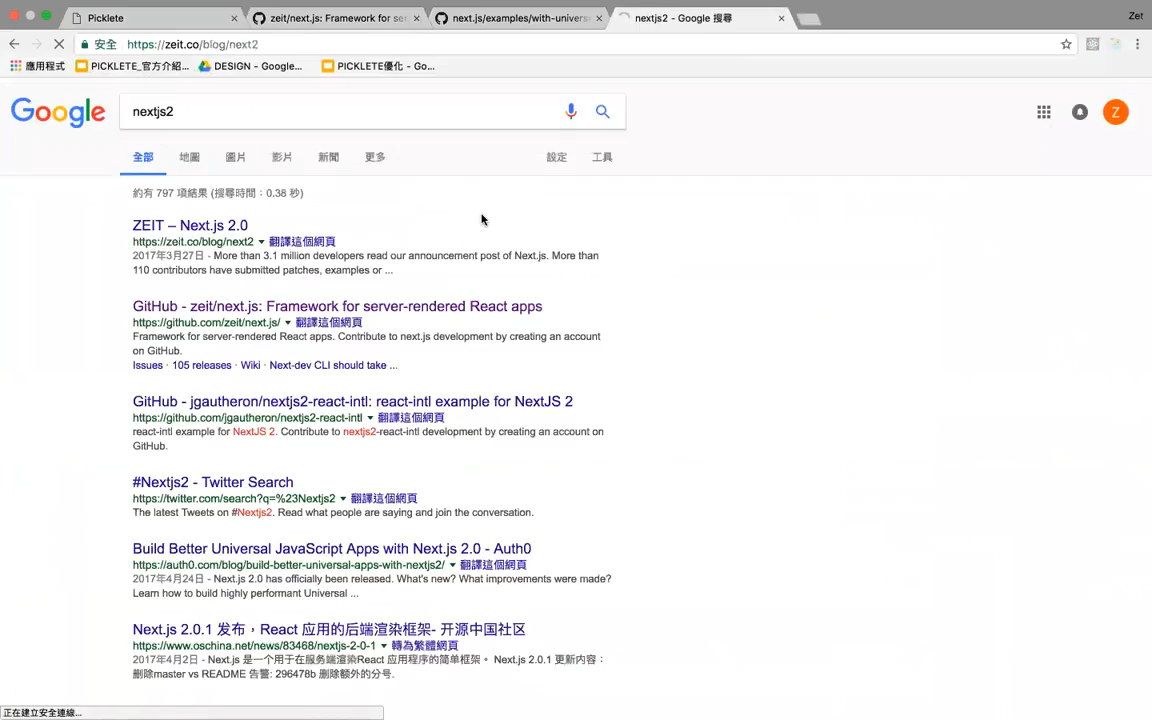 Picklete
zeit/next.js: Framework for ser
next.js/examples/with-univers
nextjs2 - Google 搜尋
Zet
安全 https://zeit.co/blog/next2
應用程式 PICKLETE_官方介紹... DESIGN - Google... PICKLETE優化 - Go...
Google
nextjs2
Z
全部 地圖 圖片 影片 新聞 更多 設定 工具
約有 797 項結果 (搜尋時間：0.38 秒)
ZEIT – Next.js 2.0
https://zeit.co/blog/next2 翻譯這個網頁
2017年3月27日 - More than 3.1 million developers read our announcement post of Next.js. More than
110 contributors have submitted patches, examples or ...
GitHub - zeit/next.js: Framework for server-rendered React apps
https://github.com/zeit/next.js/ 翻譯這個網頁
Framework for server-rendered React apps. Contribute to next.js development by creating an account
on GitHub.
Issues · 105 releases · Wiki · Next-dev CLI should take ...
GitHub - jgautheron/nextjs2-react-intl: react-intl example for NextJS 2
https://github.com/jgautheron/nextjs2-react-intl 翻譯這個網頁
react-intl example for NextJS 2. Contribute to nextjs2-react-intl development by creating an account on
GitHub.
#Nextjs2 - Twitter Search
https://twitter.com/search?q=%23Nextjs2 翻譯這個網頁
The latest Tweets on #Nextjs2. Read what people are saying and join the conversation.
Build Better Universal JavaScript Apps with Next.js 2.0 - Auth0
https://auth0.com/blog/build-better-universal-apps-with-nextjs2/ 翻譯這個網頁
2017年4月24日 - Next.js 2.0 has officially been released. What's new? What improvements were made?
Learn how to build highly performant Universal ...
Next.js 2.0.1 发布，React 应用的后端渲染框架- 开源中国社区
https://www.oschina.net/news/83468/nextjs-2-0-1 轉為繁體網頁
2017年4月2日 - Next.js 是一个用于在服务端渲染React 应用程序的简单框架。 Next.js 2.0.1 更新内容：
删除master vs README 告警: 296478b 删除额外的分号.
正在建立安全連線...